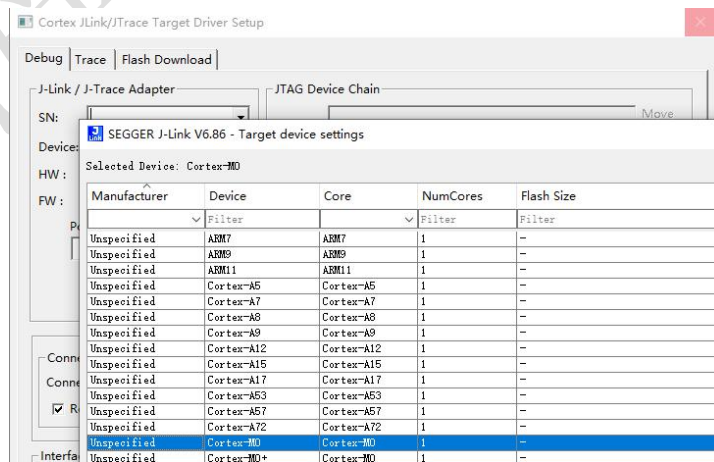 Cortex JLink/JTrace Target Driver Setup
Debug Trace Flash Download
J-Link / J-Trace Adapter JTAG Device Chain
SN: Move
Device: SEGGER J-Link V6.86 - Target device settings
HW : Selected Device: Cortex-M0
FW : Manufacturer Device Core NumCores Flash Size
Filter Filter Filter
Unspecified ARM7 ARM7 1 -
Unspecified ARM9 ARM9 1 -
Unspecified ARM11 ARM11 1 -
Unspecified Cortex-A5 Cortex-A5 1 -
Unspecified Cortex-A7 Cortex-A7 1 -
Unspecified Cortex-A8 Cortex-A8 1 -
Unspecified Cortex-A9 Cortex-A9 1 -
Unspecified Cortex-A12 Cortex-A12 1 -
Unspecified Cortex-A15 Cortex-A15 1 -
Unspecified Cortex-A17 Cortex-A17 1 -
Unspecified Cortex-A53 Cortex-A53 1 -
Unspecified Cortex-A57 Cortex-A57 1 -
Unspecified Cortex-A72 Cortex-A72 1 -
Unspecified Cortex-M0 Cortex-M0 1 -
Unspecified Cortex-M0+ Cortex-M0 1 -